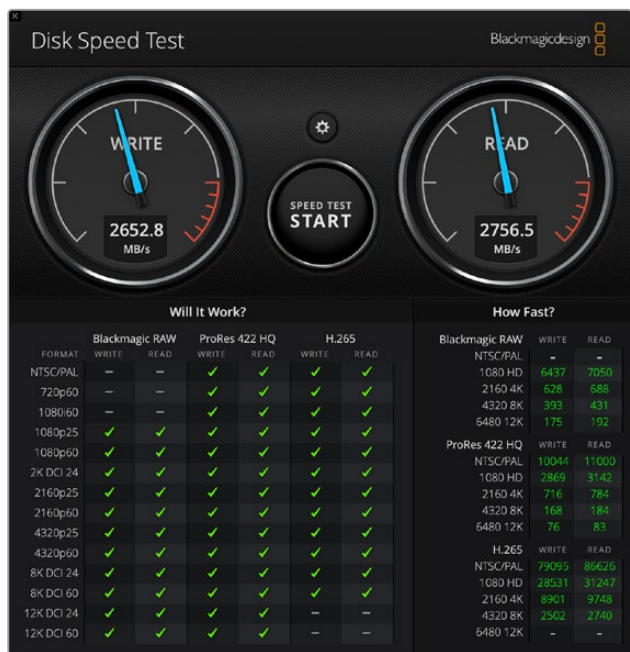 Disk Speed Test
Blackmagicdesign
WRITE
2652.8
MB/s
SPEED TEST
START
READ
2756.5
MB/s
Will It Work?
Blackmagic RAW ProRes 422 HQ H.265
FORMAT WRITE READ WRITE READ WRITE READ
NTSC/PAL – – ✓ ✓ ✓ ✓
720p60 – – ✓ ✓ ✓ ✓
1080i60 – – ✓ ✓ ✓ ✓
1080p25 ✓ ✓ ✓ ✓ ✓ ✓
1080p60 ✓ ✓ ✓ ✓ ✓ ✓
2K DCI 24 ✓ ✓ ✓ ✓ ✓ ✓
2160p25 ✓ ✓ ✓ ✓ ✓ ✓
2160p60 ✓ ✓ ✓ ✓ ✓ ✓
4320p25 ✓ ✓ ✓ ✓ ✓ ✓
4320p60 ✓ ✓ ✓ ✓ ✓ ✓
8K DCI 24 ✓ ✓ ✓ ✓ ✓ ✓
8K DCI 60 ✓ ✓ ✓ ✓ ✓ ✓
12K DCI 24 ✓ ✓ ✓ ✓ – –
12K DCI 60 ✓ ✓ ✓ ✓ – –
How Fast?
Blackmagic RAW WRITE READ
NTSC/PAL – –
1080 HD 6437 7050
2160 4K 628 688
4320 8K 393 431
6480 12K 175 192
ProRes 422 HQ WRITE READ
NTSC/PAL 10044 11000
1080 HD 2869 3142
2160 4K 716 784
4320 8K 168 184
6480 12K 76 83
H.265 WRITE READ
NTSC/PAL 79095 86626
1080 HD 28531 31247
2160 4K 8901 9748
4320 8K 2502 2740
6480 12K – –